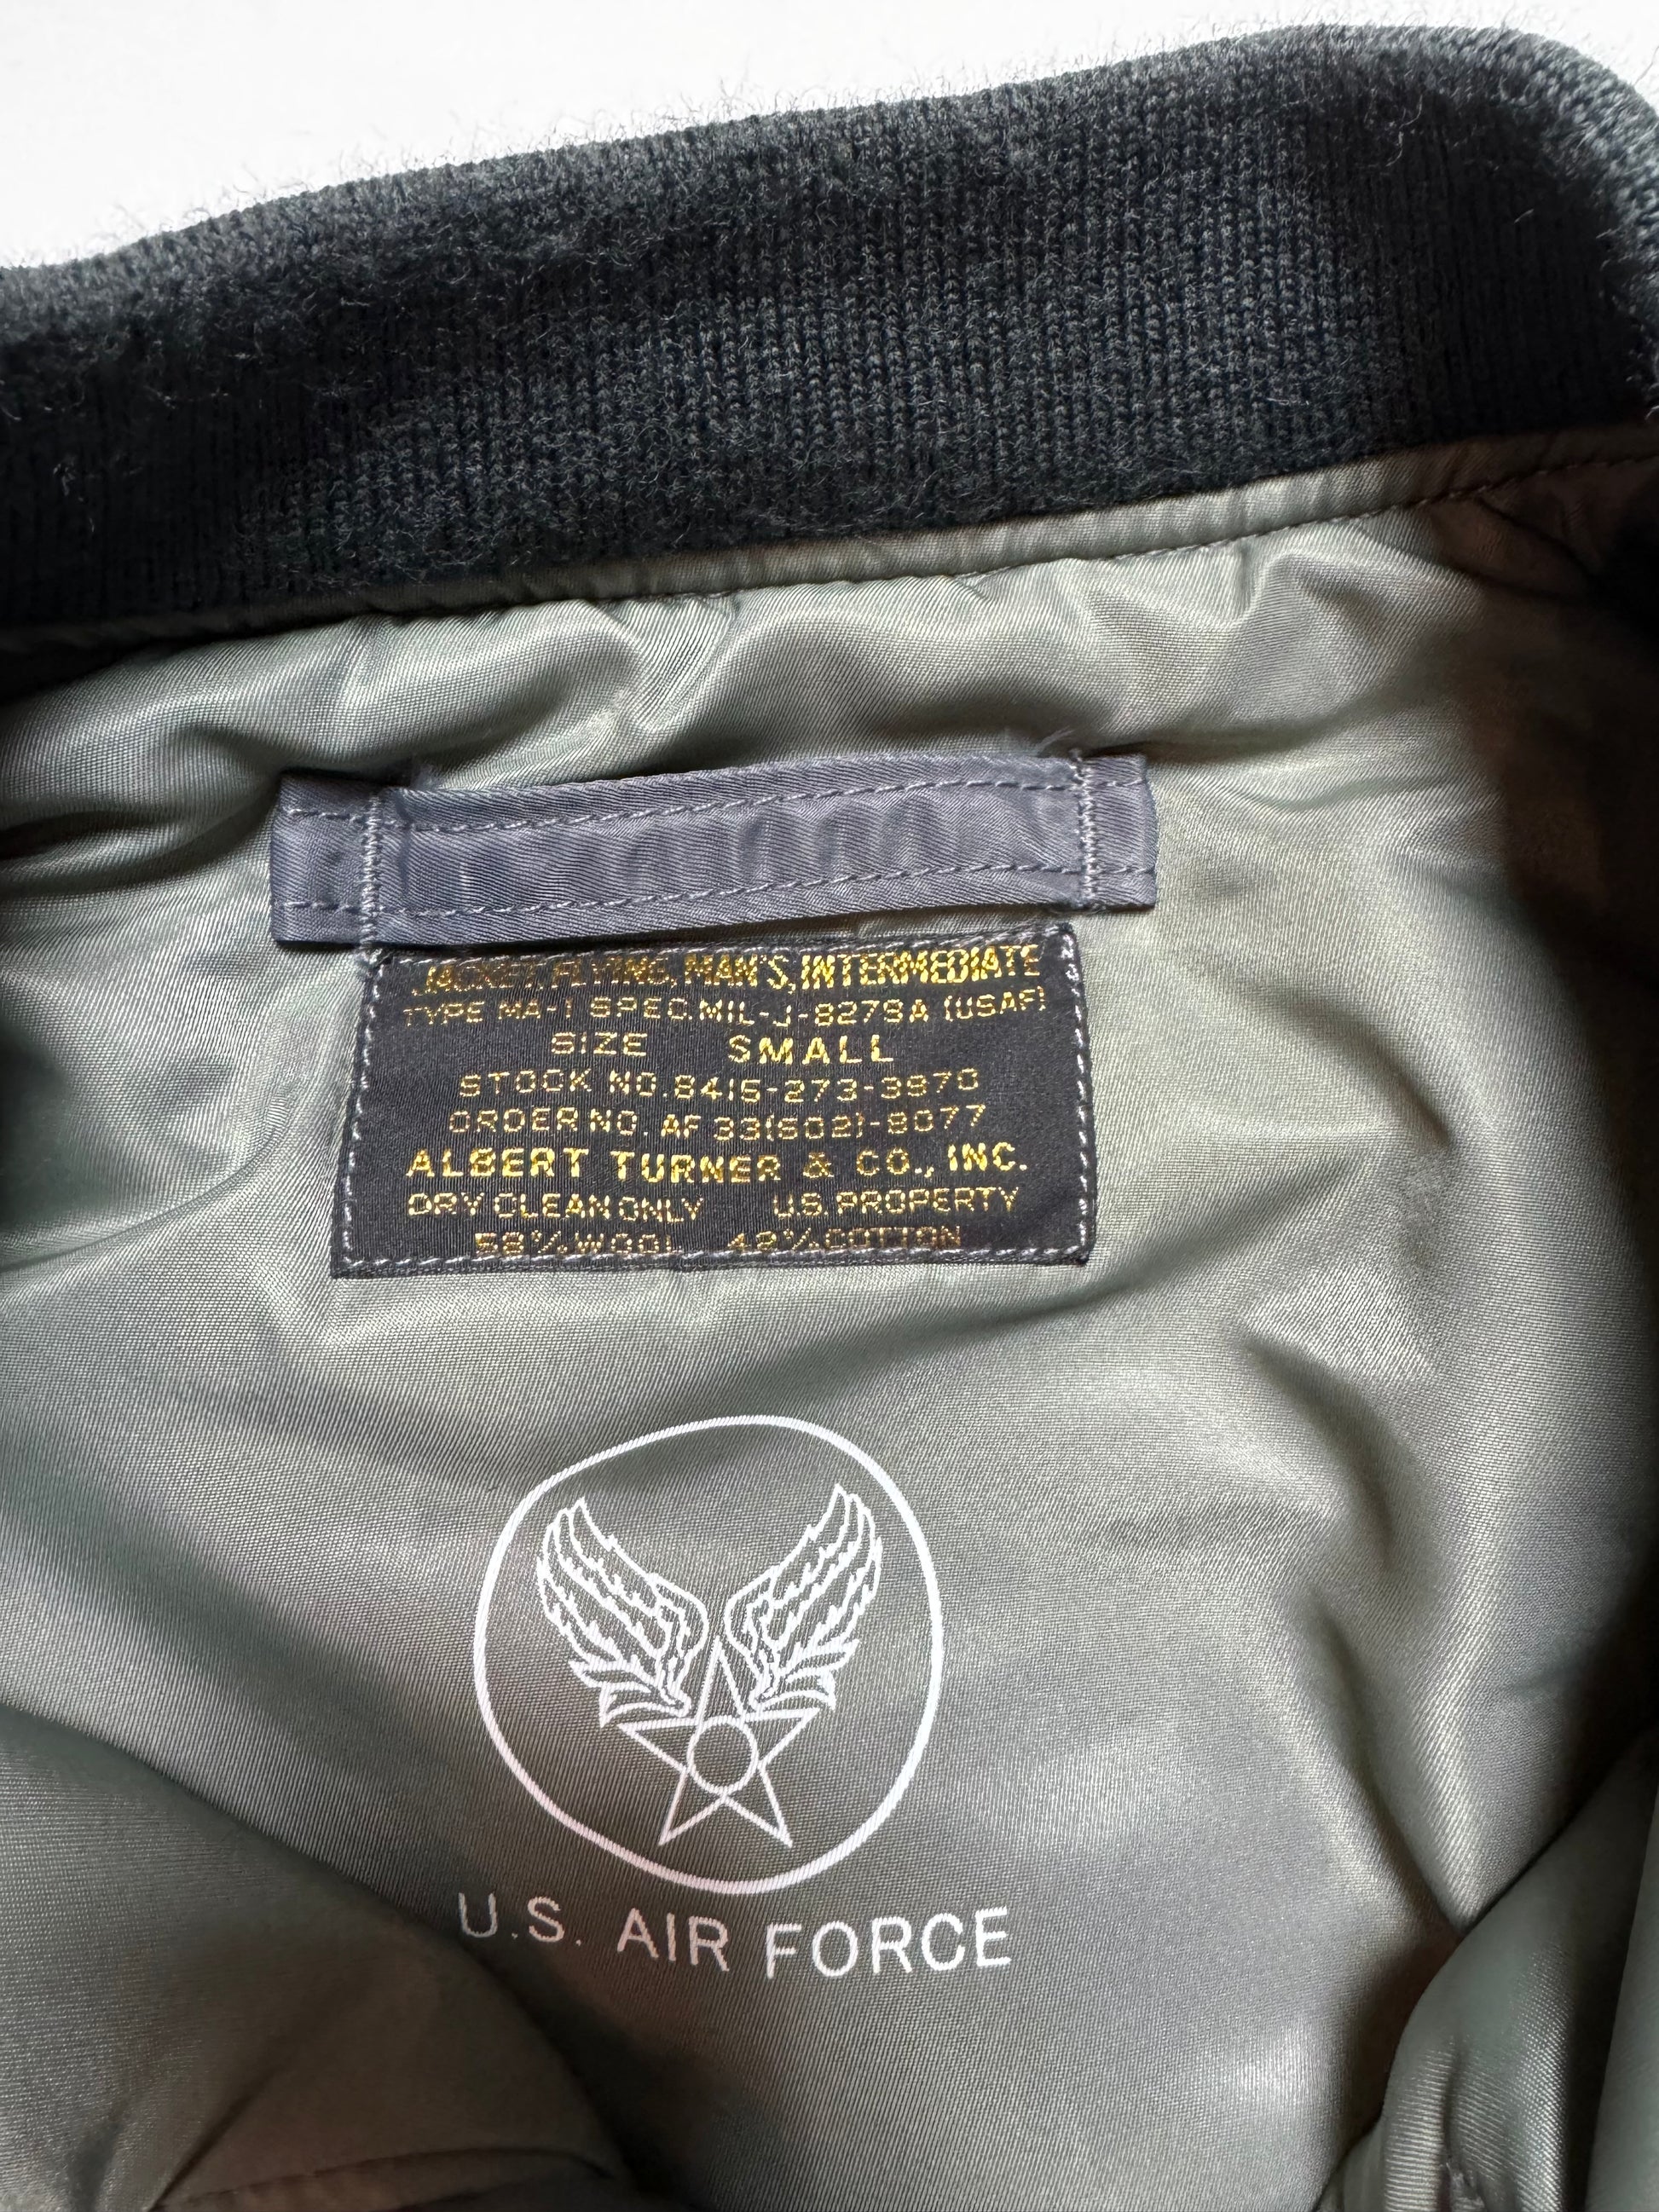 JACKET, FLYING, MAN'S, INTERMEDIATE
TYPE MA-1 SPEC. MIL-J-8279A (USAF)
SIZE SMALL
STOCK NO. 8415-273-3970
ORDER NO. AF 33(602)-8077
ALBERT TURNER & CO., INC.
DRY CLEAN ONLY U.S. PROPERTY
58% WOOL 42% COTTON
U.S. AIR FORCE